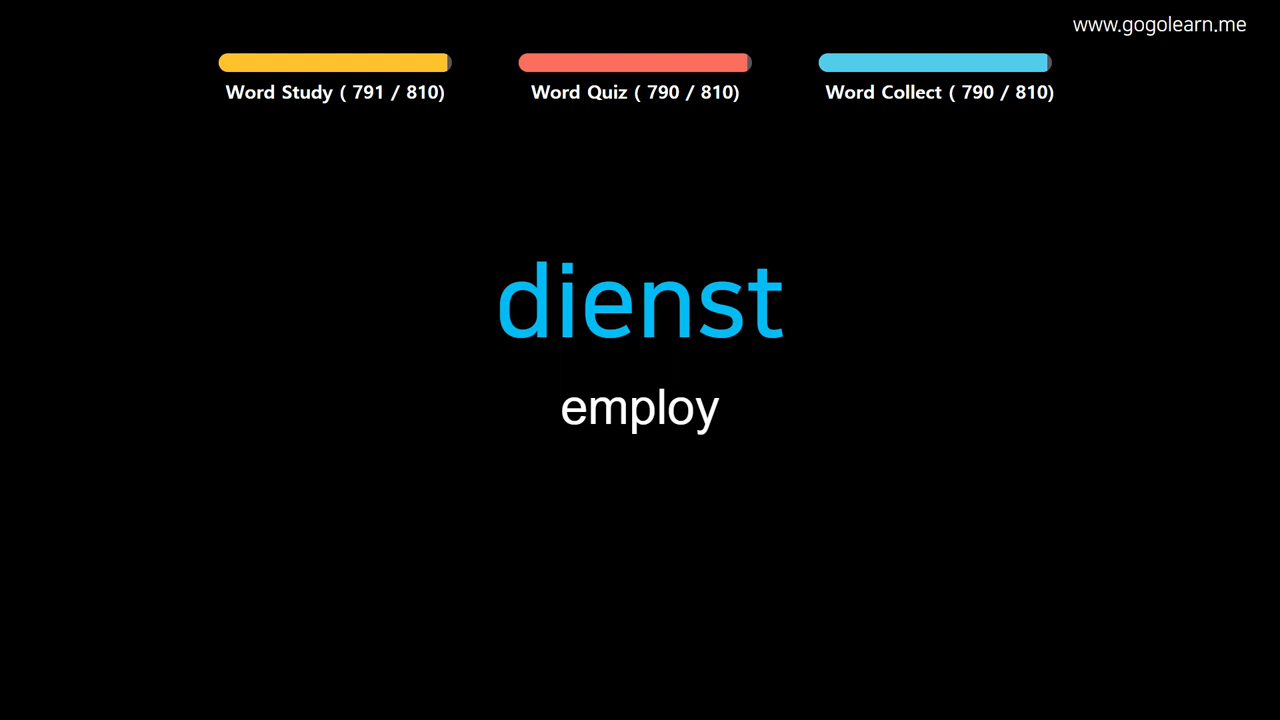 www.gogolearn.me
Word Study ( 791 / 810)
Word Quiz ( 790 / 810)
Word Collect ( 790 / 810)
dienst
employ